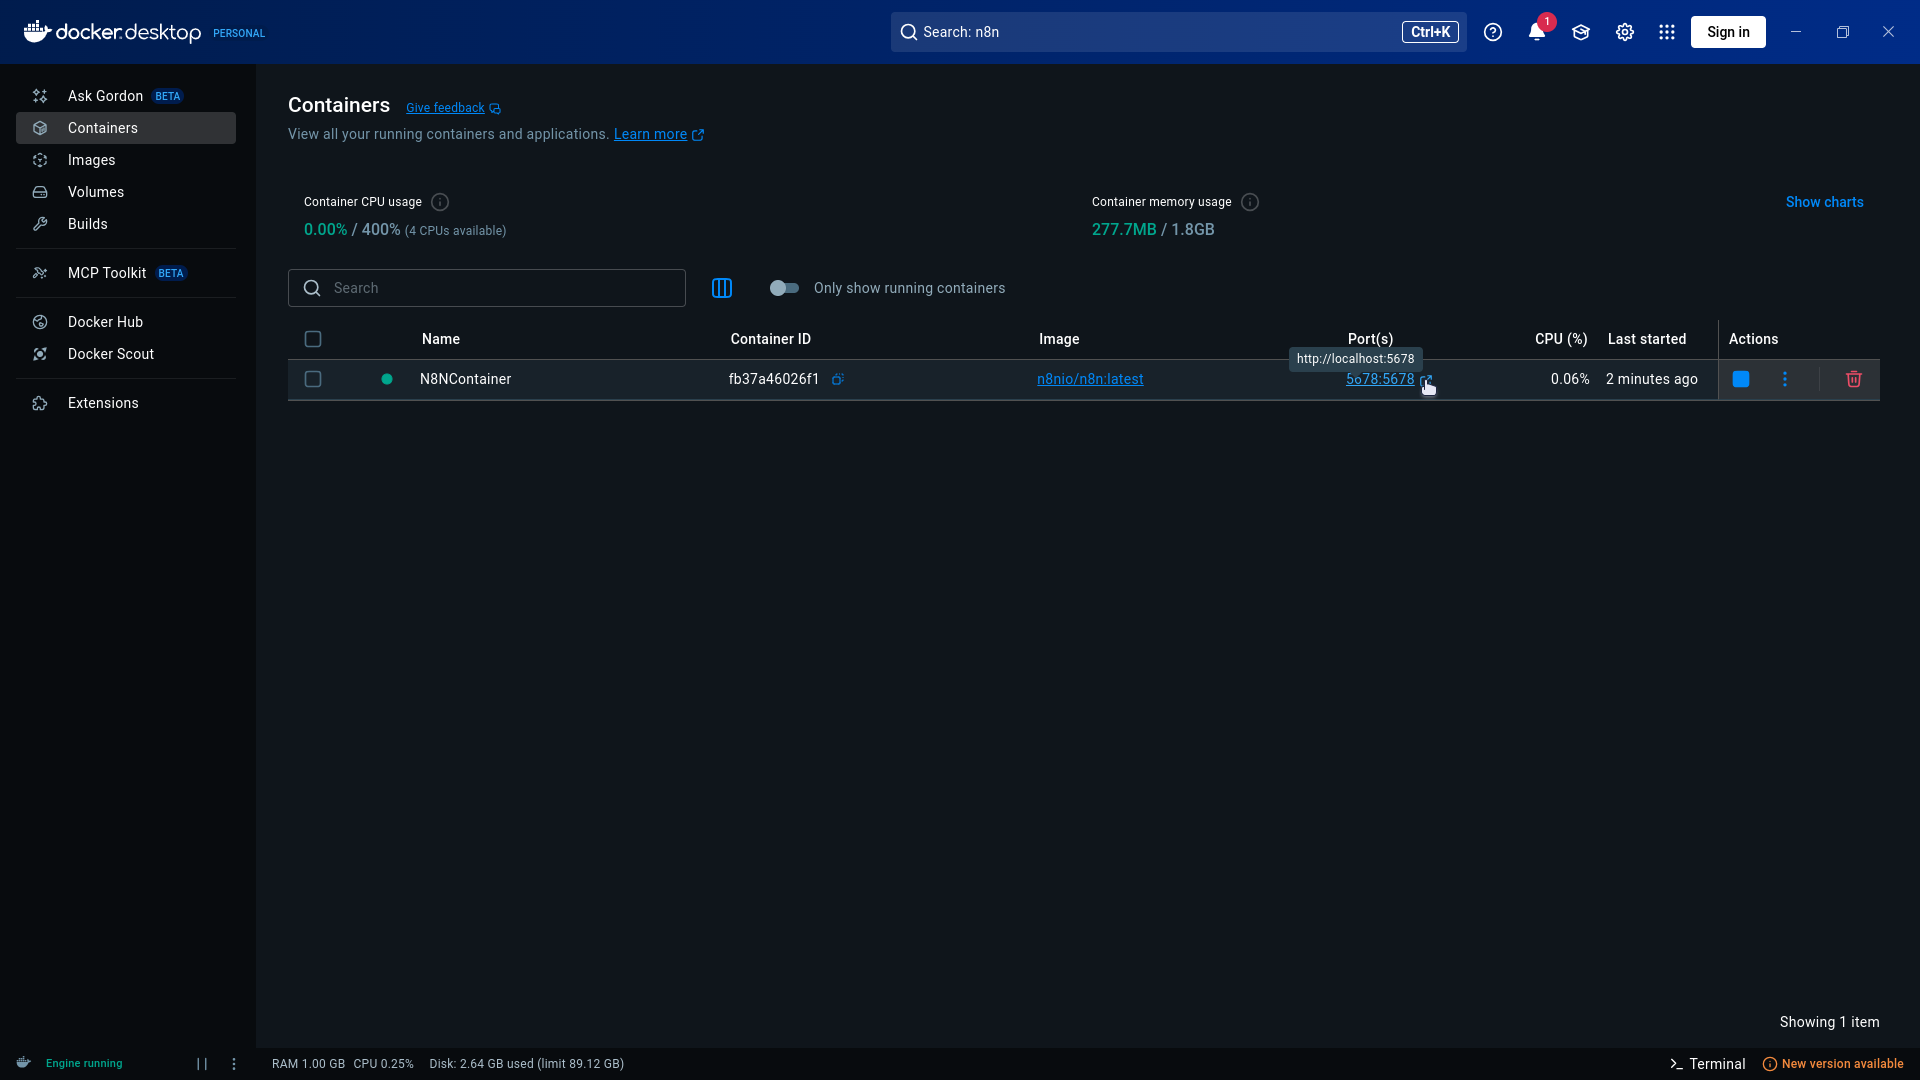 docker.desktop PERSONAL
Search: n8n
Ctrl+K
1
Sign in
Ask Gordon BETA
Containers
Images
Volumes
Builds
MCP Toolkit BETA
Docker Hub
Docker Scout
Extensions
Containers Give feedback
View all your running containers and applications. Learn more
Container CPU usage
0.00% / 400% (4 CPUs available)
Container memory usage
277.7MB / 1.8GB
Show charts
Search
Only show running containers
Name Container ID Image Port(s) CPU (%) Last started Actions
http://localhost:5678
N8NContainer fb37a46026f1 n8nio/n8n:latest 5678:5678 0.06% 2 minutes ago
Showing 1 item
Engine running
RAM 1.00 GB CPU 0.25% Disk: 2.64 GB used (limit 89.12 GB)
Terminal
New version available